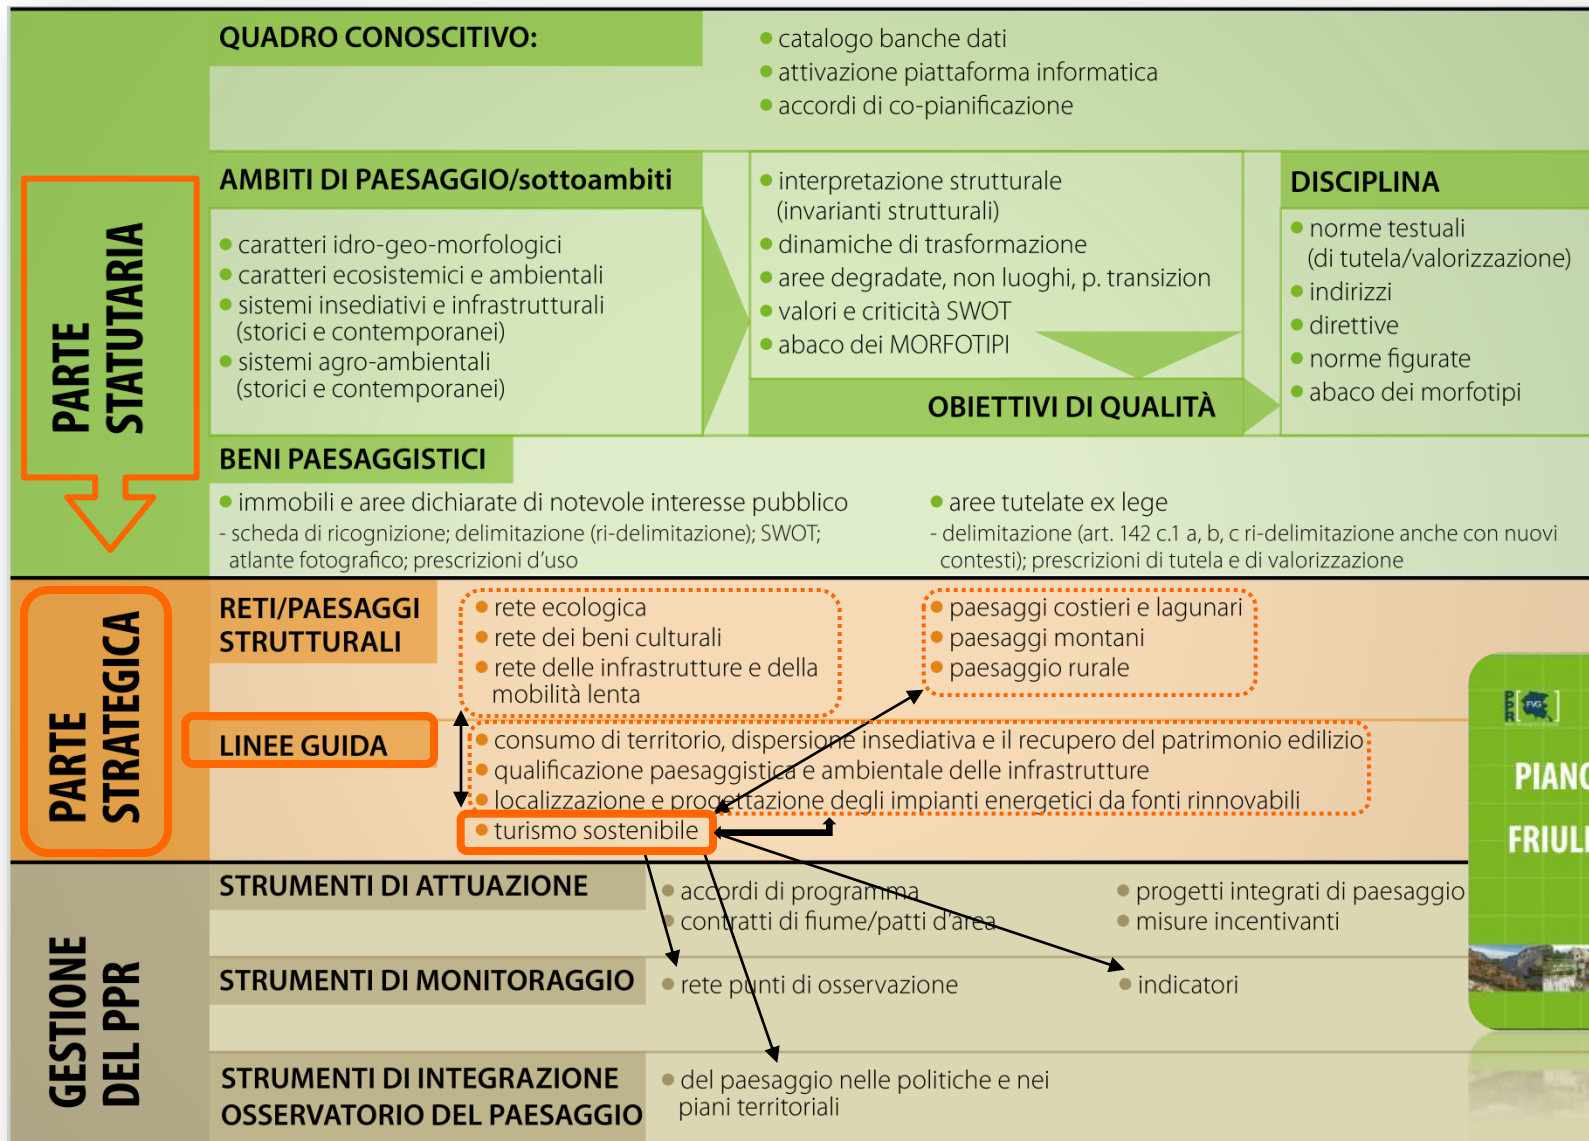 PARTE
STATUTARIA
QUADRO CONOSCITIVO:
• catalogo banche dati
• attivazione piattaforma informatica
• accordi di co-pianificazione
AMBITI DI PAESAGGIO/sottoambiti
• caratteri idro-geo-morfologici
• caratteri ecosistemici e ambientali
• sistemi insediativi e infrastrutturali
(storici e contemporanei)
• sistemi agro-ambientali
(storici e contemporanei)
• interpretazione strutturale
(invarianti strutturali)
• dinamiche di trasformazione
• aree degradate, non luoghi, p. transizion
• valori e criticità SWOT
• abaco dei MORFOTIPI
OBIETTIVI DI QUALITÀ
DISCIPLINA
• norme testuali
(di tutela/valorizzazione)
• indirizzi
• direttive
• norme figurate
• abaco dei morfotipi
BENI PAESAGGISTICI
• immobili e aree dichiarate di notevole interesse pubblico
- scheda di ricognizione; delimitazione (ri-delimitazione); SWOT;
atlante fotografico; prescrizioni d'uso
• aree tutelate ex lege
- delimitazione (art. 142 c.1 a, b, c ri-delimitazione anche con nuovi
contesti); prescrizioni di tutela e di valorizzazione
PARTE
STRATEGICA
RETI/PAESAGGI
STRUTTURALI
• rete ecologica
• rete dei beni culturali
• rete delle infrastrutture e della
mobilità lenta
• paesaggi costieri e lagunari
• paesaggi montani
• paesaggio rurale
LINEE GUIDA
• consumo di territorio, dispersione insediativa e il recupero del patrimonio edilizio
• qualificazione paesaggistica e ambientale delle infrastrutture
• localizzazione e progettazione degli impianti energetici da fonti rinnovabili
• turismo sostenibile
PPR FVG
PIANO
FRIULI
GESTIONE
DEL PPR
STRUMENTI DI ATTUAZIONE
• accordi di programma
• contratti di fiume/patti d'area
• progetti integrati di paesaggio
• misure incentivanti
STRUMENTI DI MONITORAGGIO
• rete punti di osservazione
• indicatori
STRUMENTI DI INTEGRAZIONE
OSSERVATORIO DEL PAESAGGIO
• del paesaggio nelle politiche e nei
piani territoriali